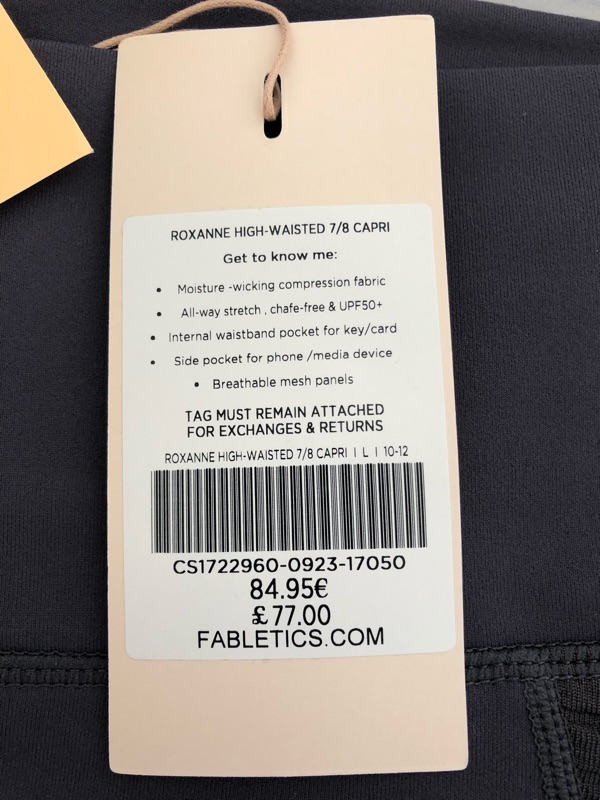 ROXANNE HIGH-WAISTED 7/8 CAPRI
Get to know me:
• Moisture -wicking compression fabric
• All-way stretch , chafe-free & UPF50+
• Internal waistband pocket for key/card
• Side pocket for phone /media device
• Breathable mesh panels
TAG MUST REMAIN ATTACHED
FOR EXCHANGES & RETURNS
ROXANNE HIGH-WAISTED 7/8 CAPRI | L | 10-12
CS1722960-0923-17050
84.95€
£77.00
FABLETICS.COM